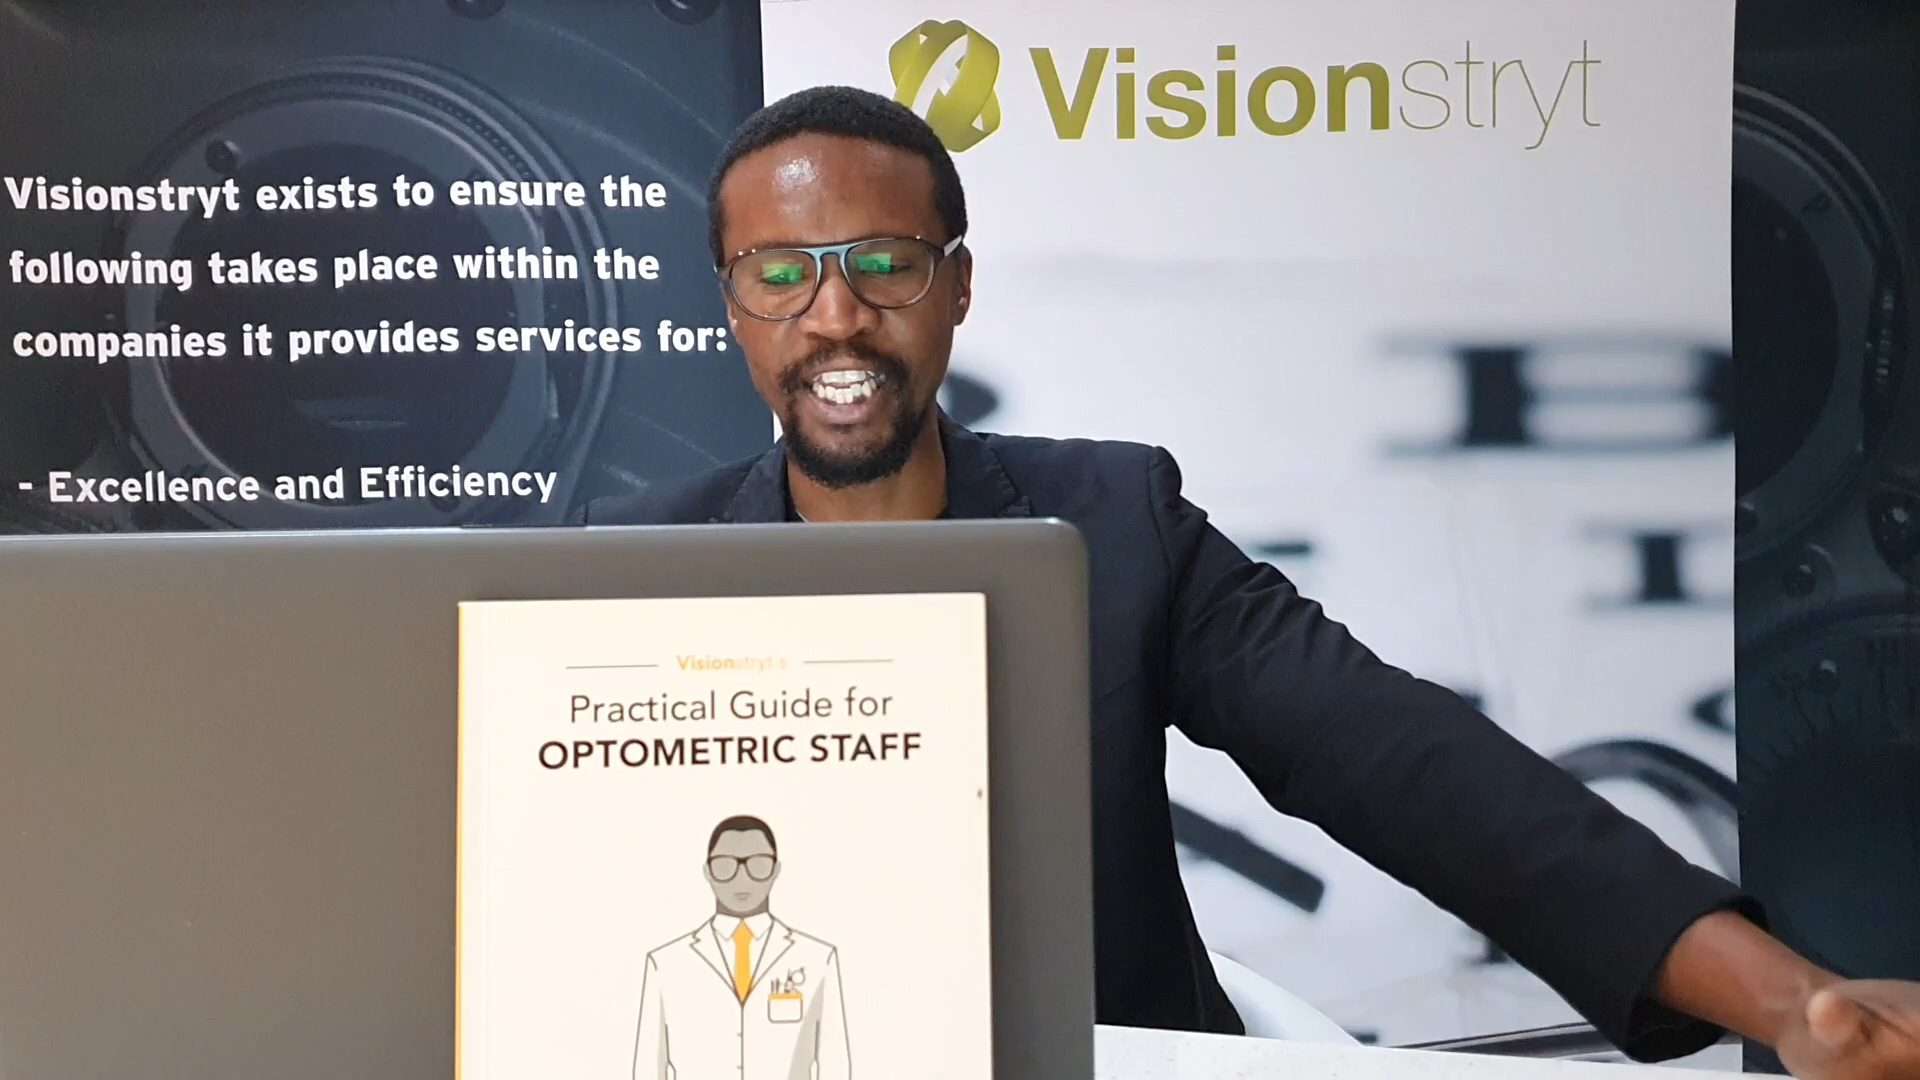 Visionstryt
Visionstryt exists to ensure the
following takes place within the
companies it provides services for:
- Excellence and Efficiency
Visionstryt's
Practical Guide for
OPTOMETRIC STAFF